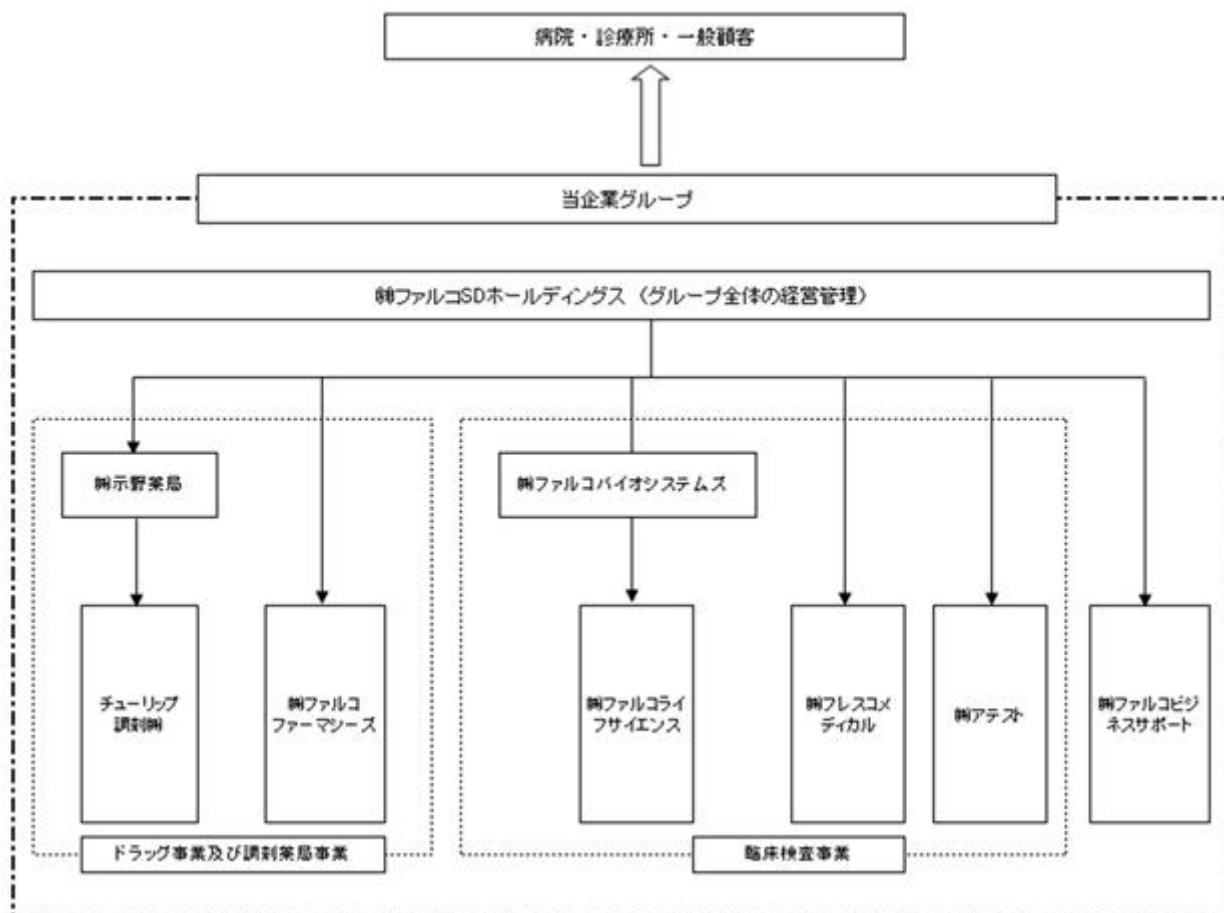 病院・診療所・一般顧客
当企業グループ
㈱ファルコSDホールディングス〈グループ全体の経営管理〉
㈱示野薬局
㈱ファルコバイオシステムズ
チューリップ
調剤㈱
㈱ファルコ
ファーマシーズ
㈱ファルコライ
フサイエンス
㈱フレスコメ
ディカル
㈱アテスト
㈱ファルコビジ
ネスサポート
ドラッグ事業及び調剤薬局事業
臨床検査事業